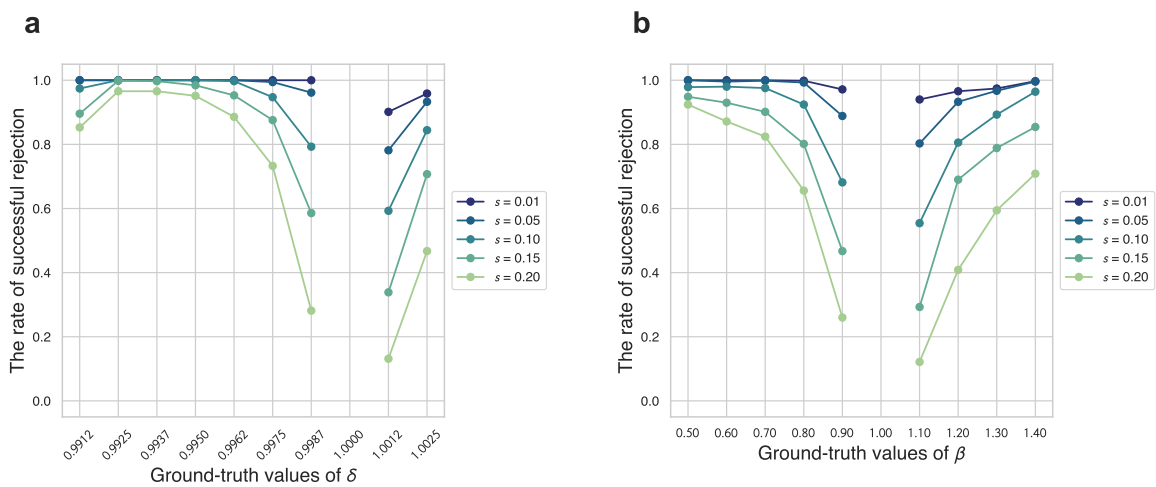 a
The rate of successful rejection
1.0
0.8
0.6
0.4
0.2
0.0
0.9912
0.9925
0.9937
0.9950
0.9962
0.9975
0.9987
1.0000
1.0012
1.0025
Ground-truth values of δ
s = 0.01
s = 0.05
s = 0.10
s = 0.15
s = 0.20
b
The rate of successful rejection
1.0
0.8
0.6
0.4
0.2
0.0
0.50 0.60 0.70 0.80 0.90 1.00 1.10 1.20 1.30 1.40
Ground-truth values of β
s = 0.01
s = 0.05
s = 0.10
s = 0.15
s = 0.20